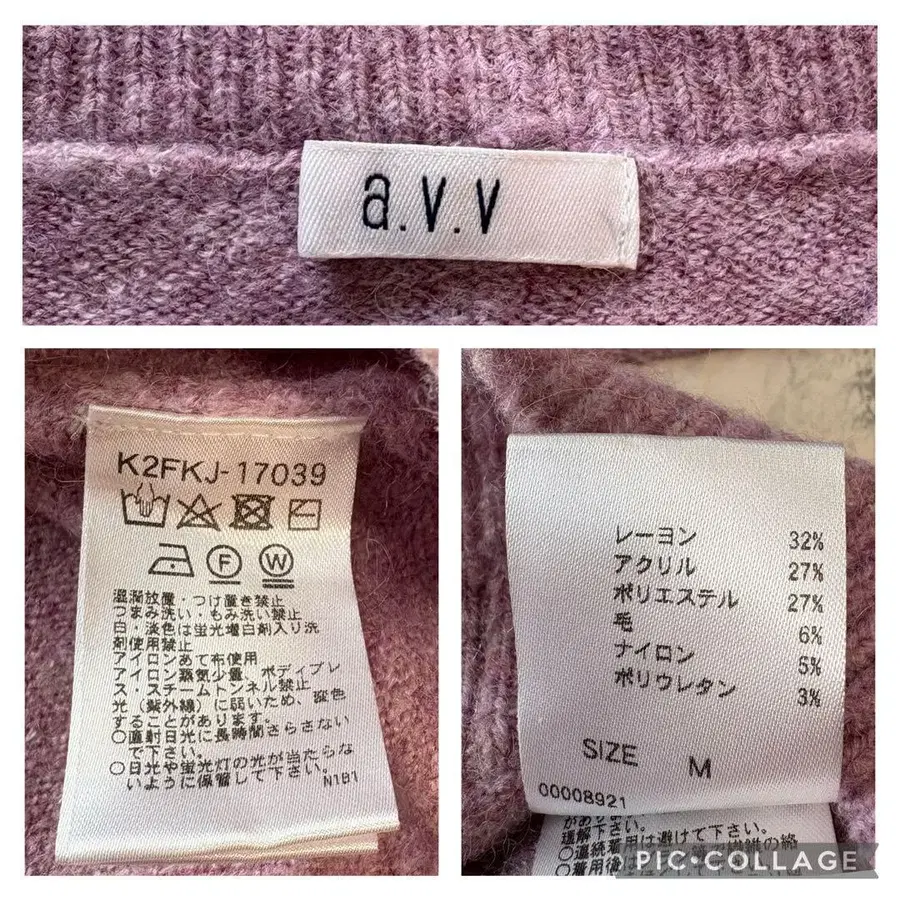 a.v.v
K2FKJ-17039
F W
湿潤放置・つけ置き禁止
つまみ洗い・もみ洗い禁止
白・淡色は蛍光増白剤入り洗
剤使用禁止
アイロンあて布使用
アイロン蒸気少量、ボディプレ
ス・スチームトンネル禁止
光（紫外線）に弱いため、変色
することがあります。
○直射日光に長時間さらさない
で下さい。
○日光や蛍光灯の光が当たらな
いように保管して下さい。
N1B1
レーヨン 32%
アクリル 27%
ポリエステル 27%
毛 6%
ナイロン 5%
ポリウレタン 3%
SIZE M
00008921
があり
理解下さい。
○連続着用は避けて下さい。
○着用後は
PIC•COLLAGE